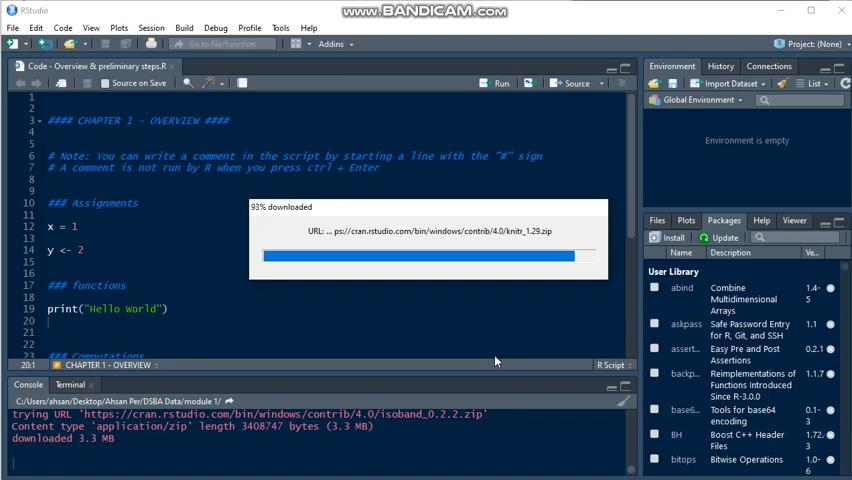 RStudio
www.BANDICAM.com
File Edit Code View Plots Session Build Debug Profile Tools Help
Go to file/function Addins Project: (None)
Code - Overview & preliminary steps.R
Source on Save Run Source
1
2
3 #### CHAPTER 1 - OVERVIEW ####
4
5
6 # Note: You can write a comment in the script by starting a line with the "#" sign
7 # A comment is not run by R when you press ctrl + Enter
8
9
10 ### Assignments
11
12 x = 1
13
14 y <- 2
15
16
17 ### functions
18
19 print("Hello World")
20
21
22
23 ### Computations
20:1 # CHAPTER 1 - OVERVIEW R Script
93% downloaded
URL: ... ps://cran.rstudio.com/bin/windows/contrib/4.0/knitr_1.29.zip
Console Terminal
C:/Users/ahsan/Desktop/Ahsan Per/DSBA Data/module 1/
trying URL 'https://cran.rstudio.com/bin/windows/contrib/4.0/isoband_0.2.2.zip'
Content type 'application/zip' length 3408747 bytes (3.3 MB)
downloaded 3.3 MB
Environment History Connections
Import Dataset List
Global Environment
Environment is empty
Files Plots Packages Help Viewer
Install Update
Name Description Ve...
User Library
abind Combine 1.4-
Multidimensional 5
Arrays
askpass Safe Password Entry 1.1
for R, Git, and SSH
assert... Easy Pre and Post 0.2.1
Assertions
backp... Reimplementations of 1.1.7
Functions Introduced
Since R-3.0.0
base6... Tools for base64 0.1-
encoding 3
BH Boost C++ Header 1.72.
Files 3
bitops Bitwise Operations 1.0-
6